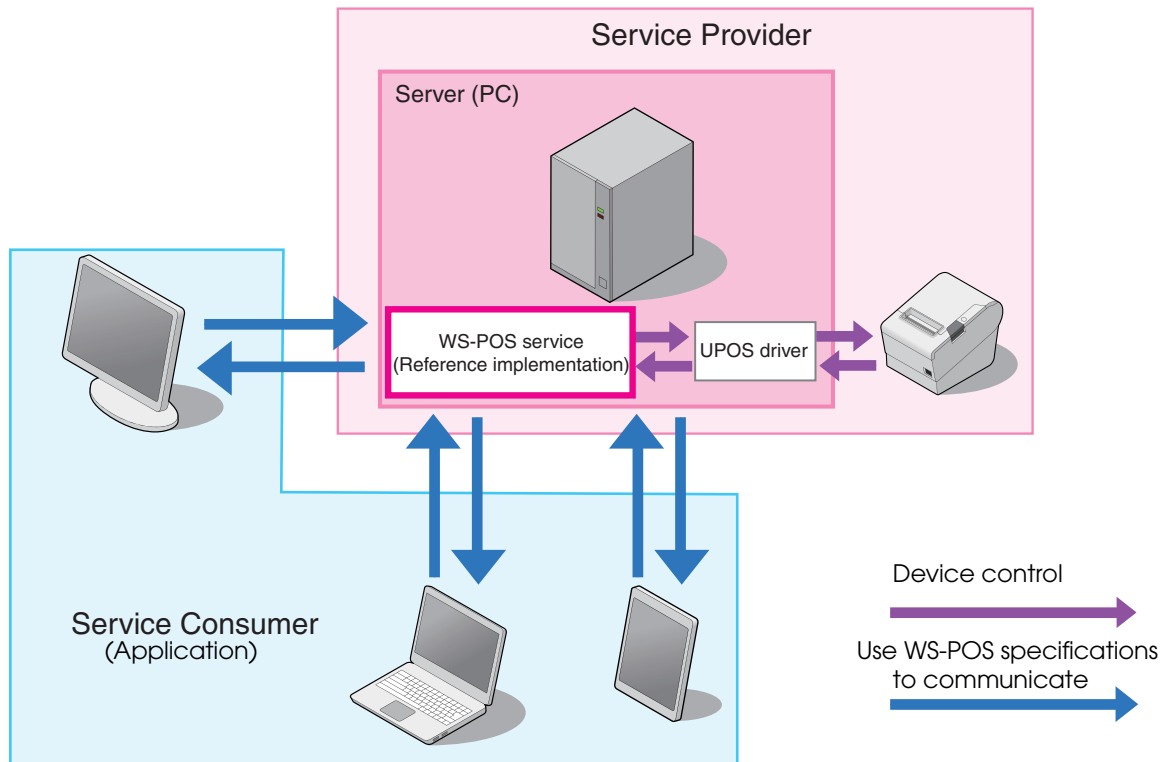 Service Provider
Server (PC)
WS-POS service
(Reference implementation)
UPOS driver
Service Consumer
(Application)
Device control
Use WS-POS specifications
to communicate